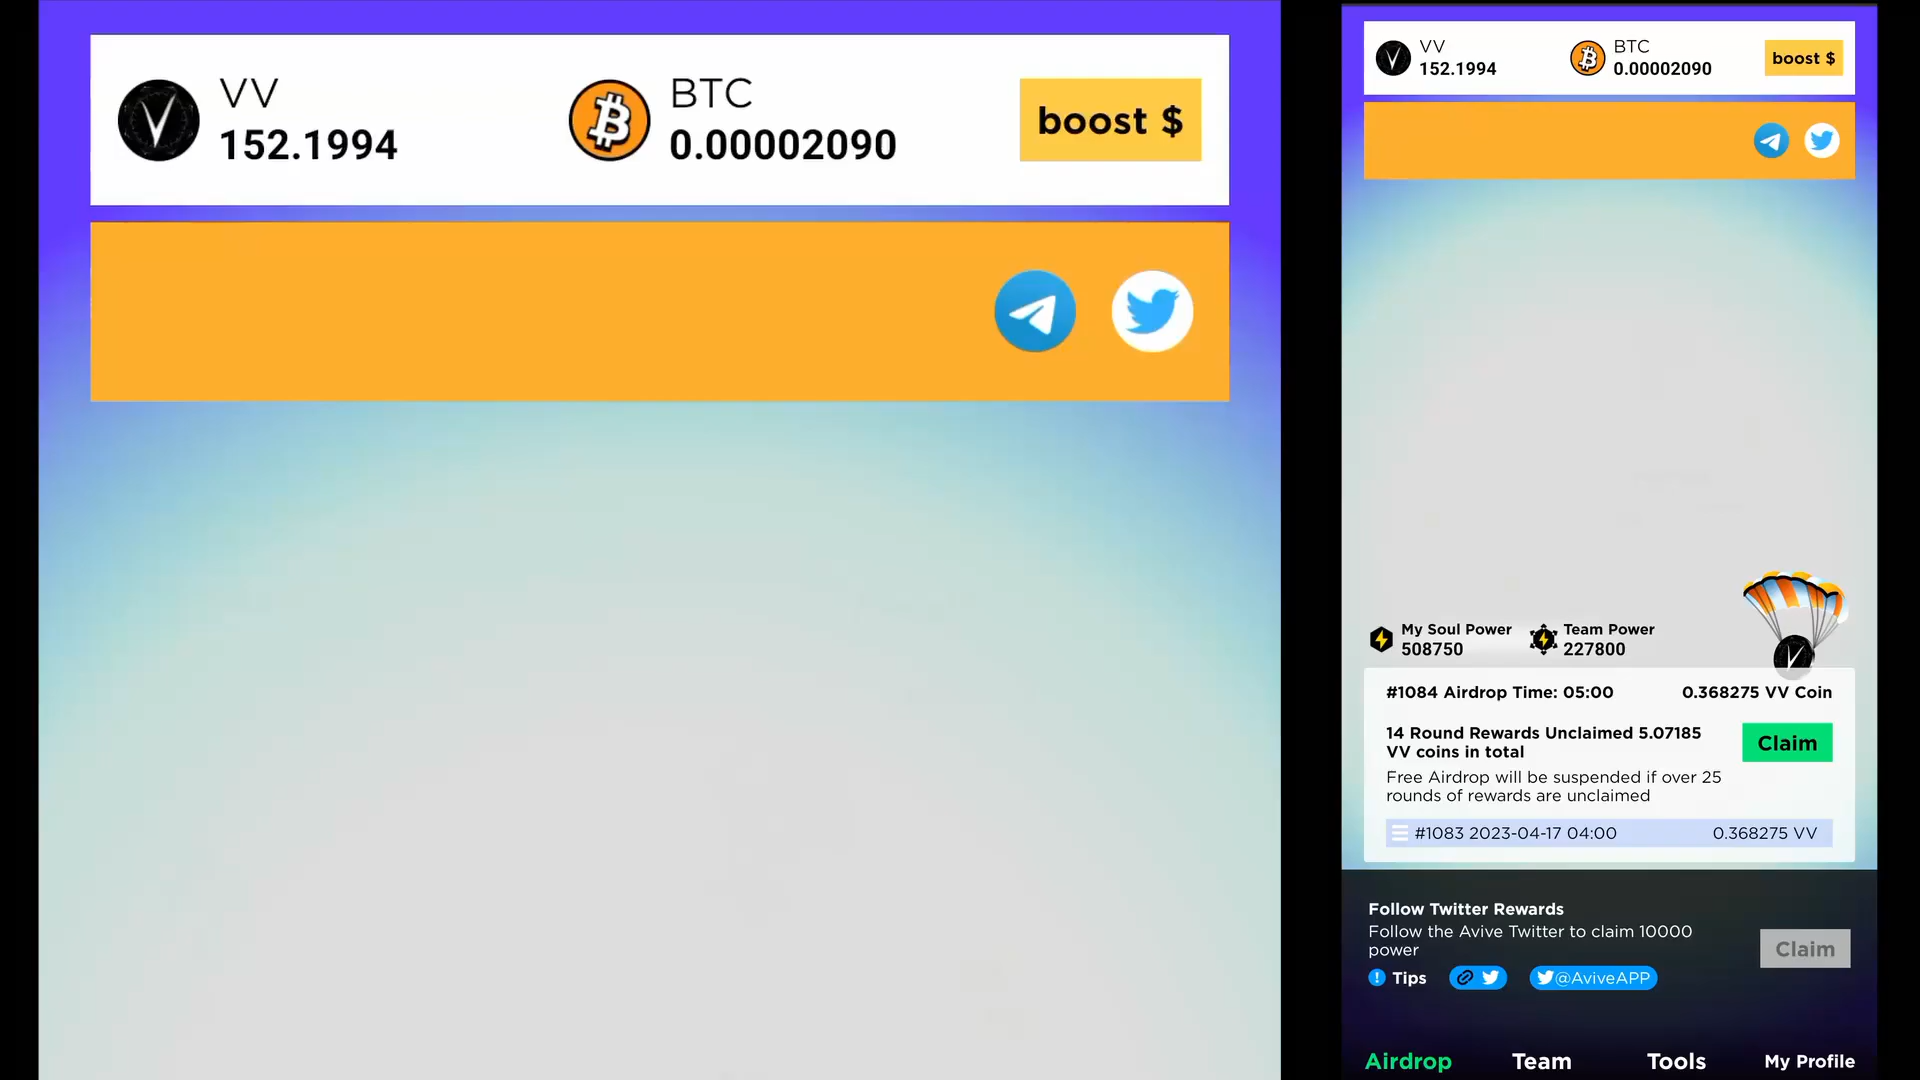 VV
152.1994
BTC
0.00002090
boost $
VV
152.1994
BTC
0.00002090
boost $
My Soul Power
508750
Team Power
227800
#1084 Airdrop Time: 05:00
0.368275 VV Coin
14 Round Rewards Unclaimed 5.07185
VV coins in total
Claim
Free Airdrop will be suspended if over 25
rounds of rewards are unclaimed
#1083 2023-04-17 04:00
0.368275 VV
Follow Twitter Rewards
Follow the Avive Twitter to claim 10000
power
Claim
Tips
@AviveAPP
Airdrop
Team
Tools
My Profile